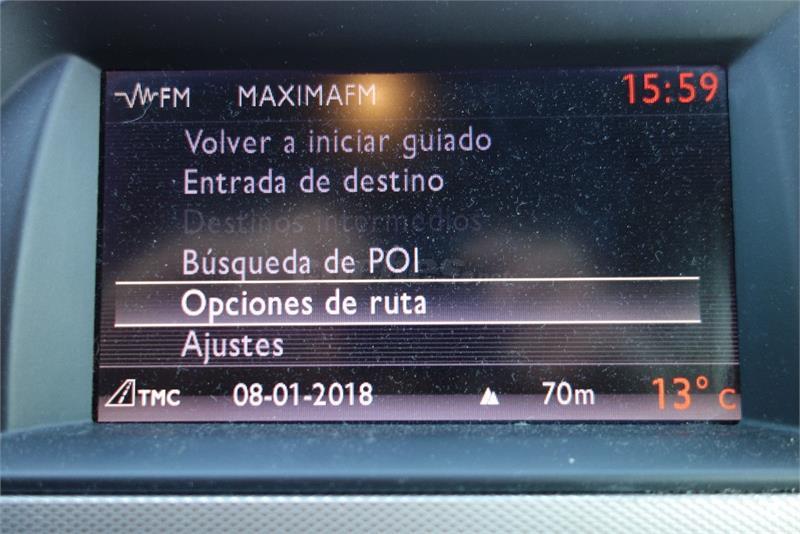 FM MAXIMAFM 15:59
Volver a iniciar guiado
Entrada de destino
Destinos intermedios
Búsqueda de POI
Opciones de ruta
Ajustes
TMC 08-01-2018 70m 13° C